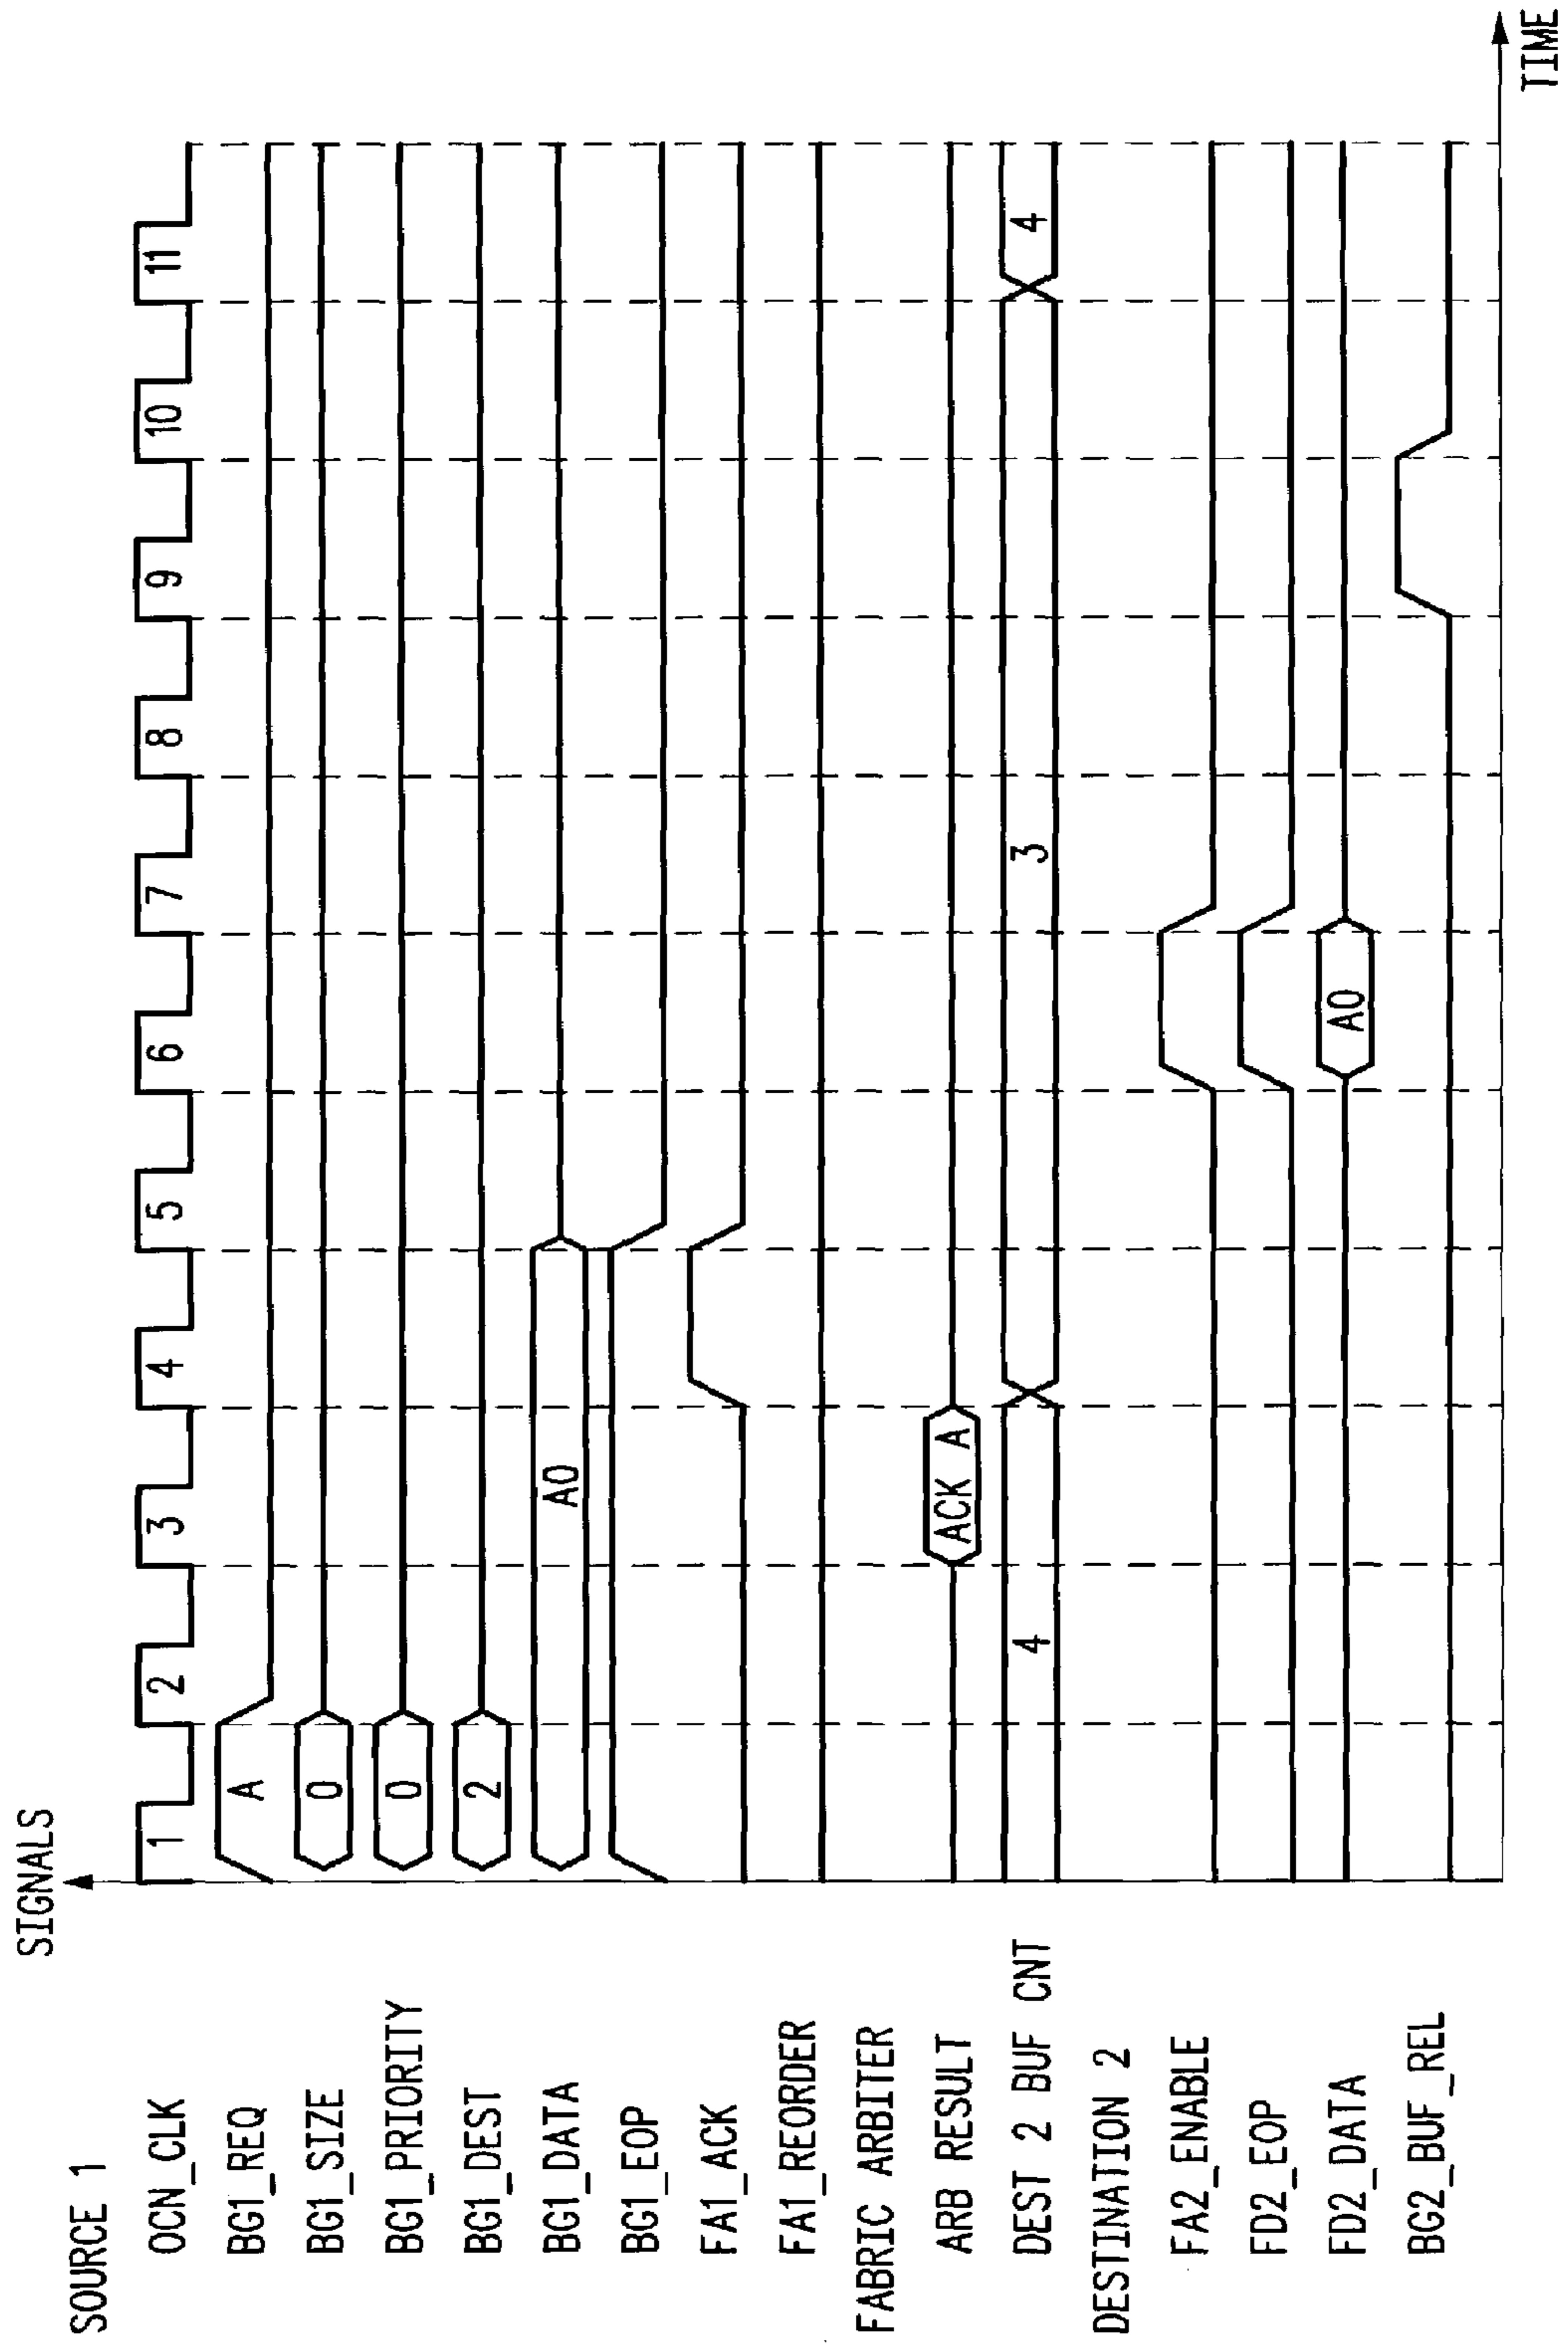 SIGNALS
SOURCE 1
OCN_CLK 1 2 3 4 5 6 7 8 9 10 11
BG1_REQ A
BG1_SIZE 0
BG1_PRIORITY 0
BG1_DEST 2
BG1_DATA A0
BG1_EOP
FA1_ACK
FA1_REORDER
FABRIC ARBITER
ARB RESULT ACK A
DEST 2 BUF CNT 4 3 4
DESTINATION 2
FA2_ENABLE
FD2_EOP
FD2_DATA A0
BG2_BUF_REL
TIME